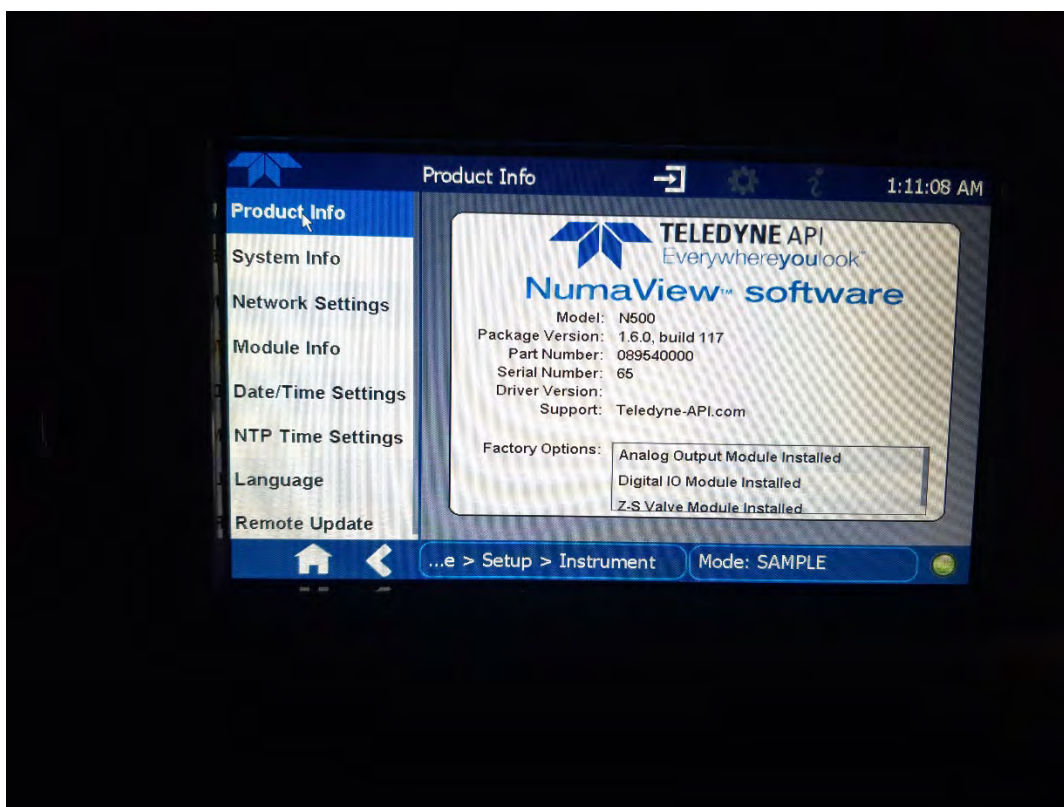 Product Info
1:11:08 AM
Product Info
System Info
Network Settings
Module Info
Date/Time Settings
NTP Time Settings
Language
Remote Update
TELEDYNE API
Everywhereyoulook™
NumaView™ software
Model: N500
Package Version: 1.6.0, build 117
Part Number: 089540000
Serial Number: 65
Driver Version:
Support: Teledyne-API.com
Factory Options:
Analog Output Module Installed
Digital IO Module Installed
Z-S Valve Module Installed
...e > Setup > Instrument
Mode: SAMPLE